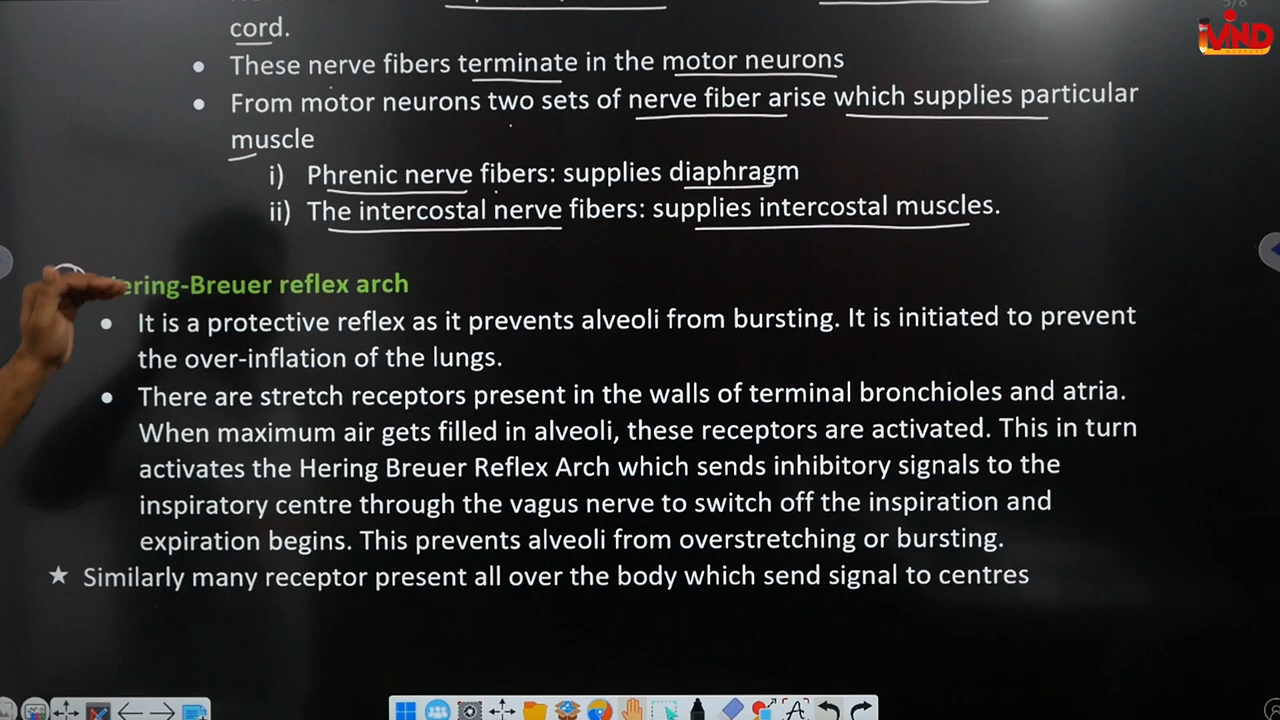 cord.
● These nerve fibers terminate in the motor neurons
● From motor neurons two sets of nerve fiber arise which supplies particular
muscle
i) Phrenic nerve fibers: supplies diaphragm
ii) The intercostal nerve fibers: supplies intercostal muscles.
ering-Breuer reflex arch
● It is a protective reflex as it prevents alveoli from bursting. It is initiated to prevent
the over-inflation of the lungs.
● There are stretch receptors present in the walls of terminal bronchioles and atria.
When maximum air gets filled in alveoli, these receptors are activated. This in turn
activates the Hering Breuer Reflex Arch which sends inhibitory signals to the
inspiratory centre through the vagus nerve to switch off the inspiration and
expiration begins. This prevents alveoli from overstretching or bursting.
★ Similarly many receptor present all over the body which send signal to centres